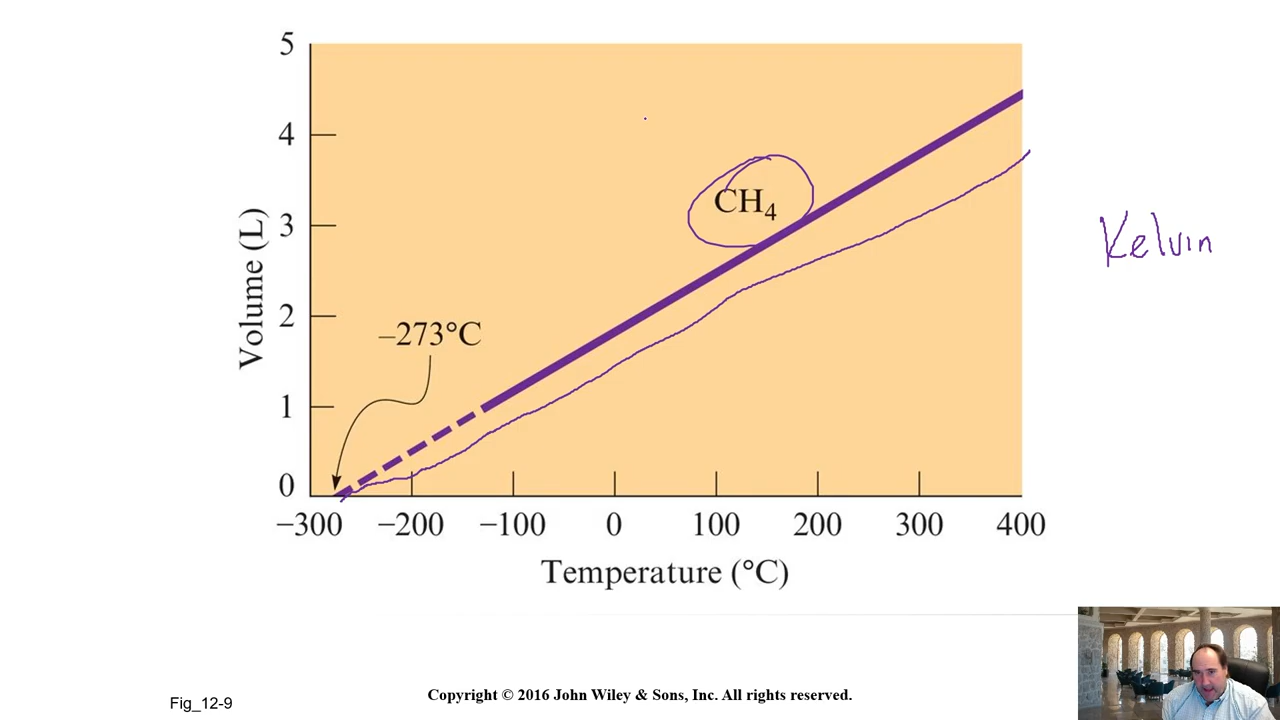 5
4
CH₄
3
Kelvin
Volume (L)
2
–273°C
1
0
−300 −200 −100 0 100 200 300 400
Temperature (°C)
Copyright © 2016 John Wiley & Sons, Inc. All rights reserved.
Fig_12-9